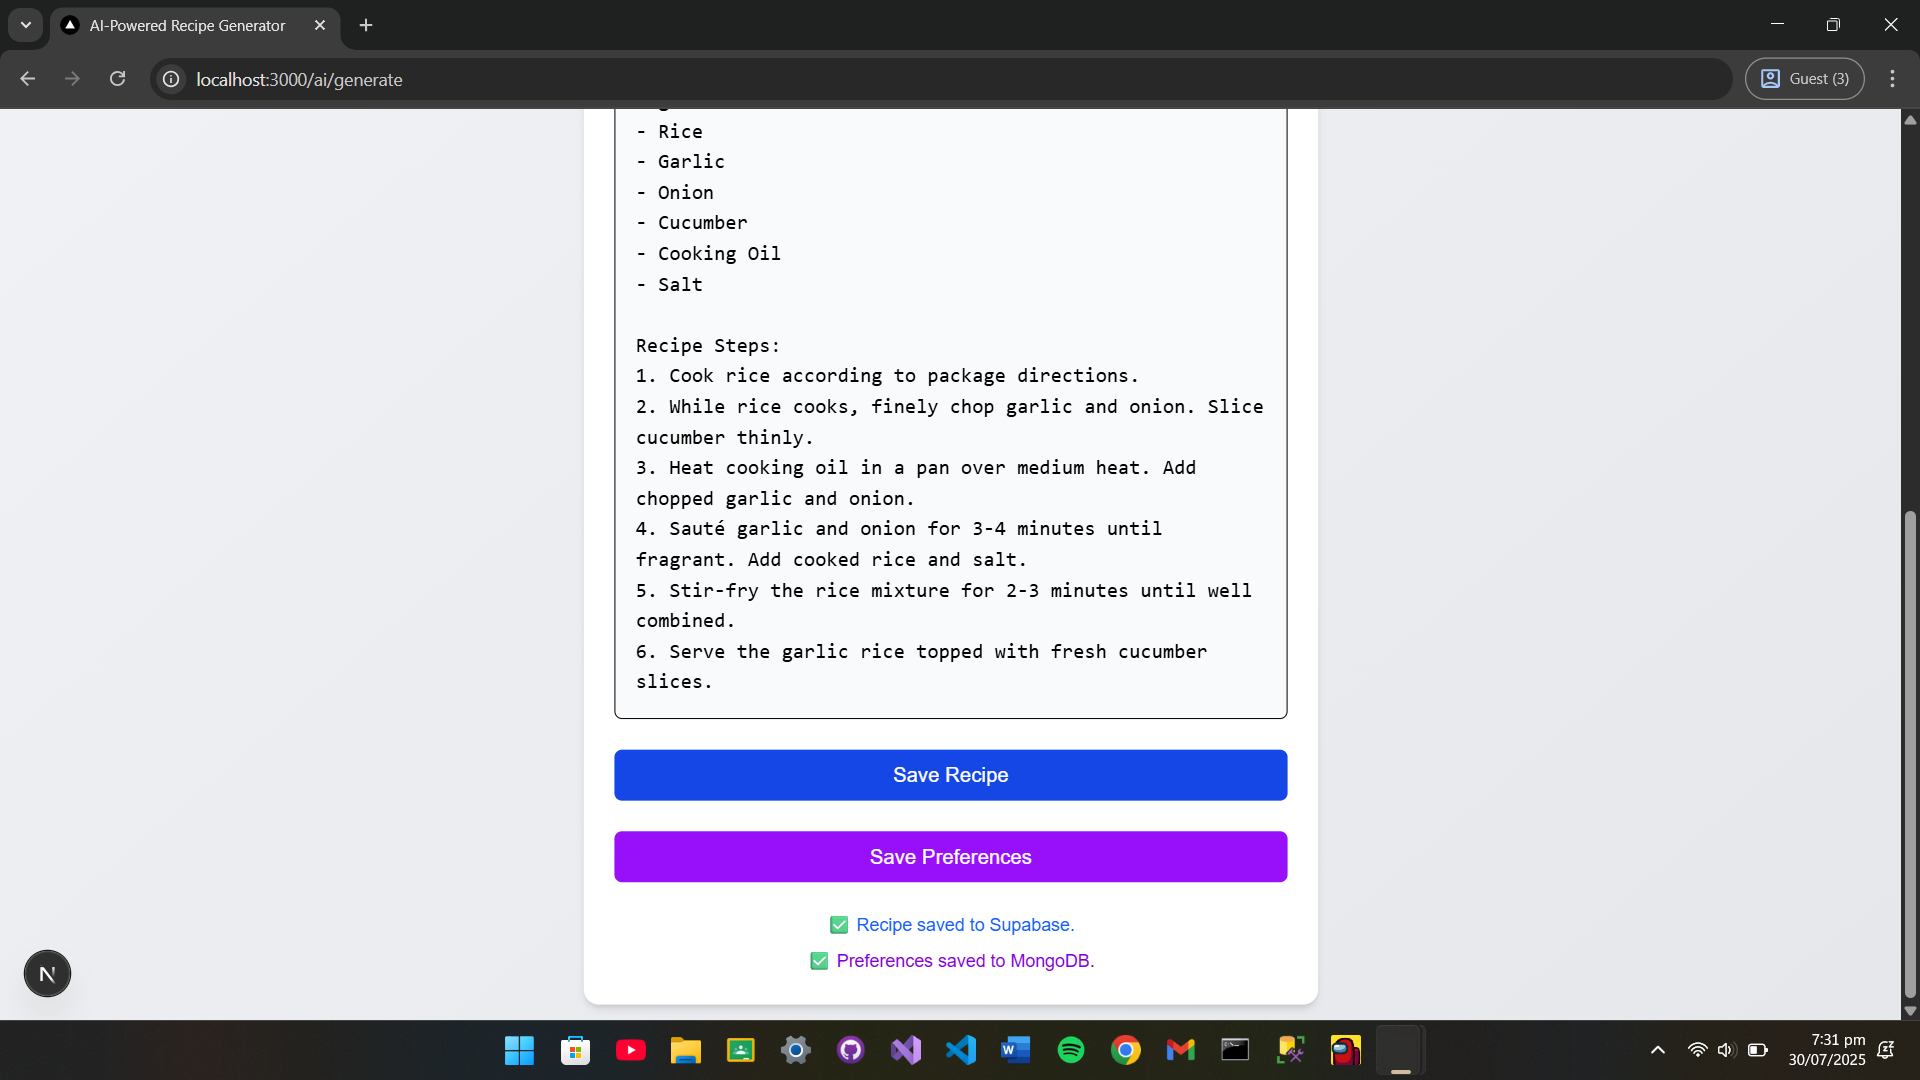 AI-Powered Recipe Generator
localhost:3000/ai/generate
Guest (3)
- Rice
- Garlic
- Onion
- Cucumber
- Cooking Oil
- Salt
Recipe Steps:
1. Cook rice according to package directions.
2. While rice cooks, finely chop garlic and onion. Slice
cucumber thinly.
3. Heat cooking oil in a pan over medium heat. Add
chopped garlic and onion.
4. Sauté garlic and onion for 3-4 minutes until
fragrant. Add cooked rice and salt.
5. Stir-fry the rice mixture for 2-3 minutes until well
combined.
6. Serve the garlic rice topped with fresh cucumber
slices.
Save Recipe
Save Preferences
✅ Recipe saved to Supabase.
✅ Preferences saved to MongoDB.
N
7:31 pm
30/07/2025